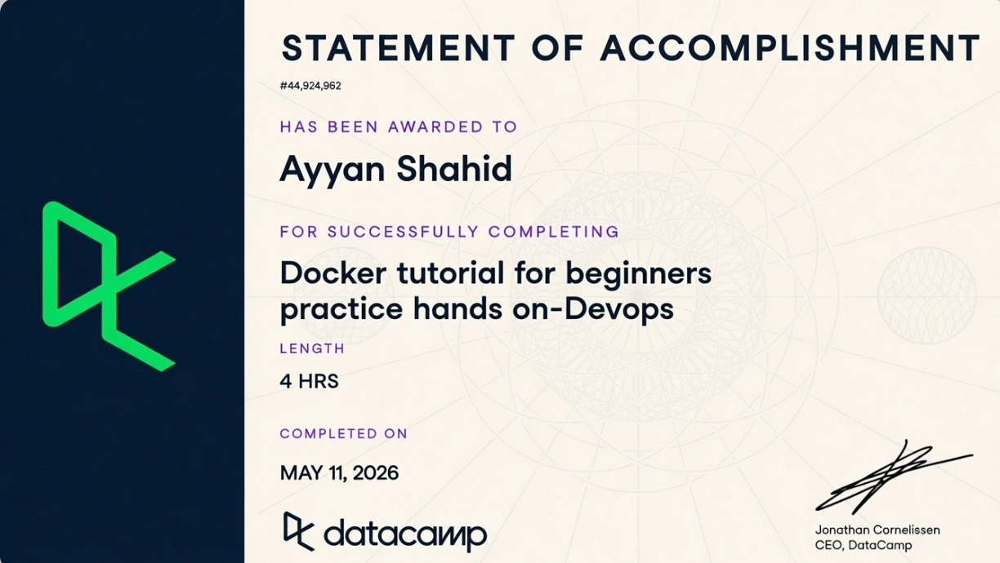 STATEMENT OF ACCOMPLISHMENT
#44,924,962
HAS BEEN AWARDED TO
Ayyan Shahid
FOR SUCCESSFULLY COMPLETING
Docker tutorial for beginners
practice hands on-Devops
LENGTH
4 HRS
COMPLETED ON
MAY 11, 2026
datacamp
Jonathan Cornelissen
CEO, DataCamp